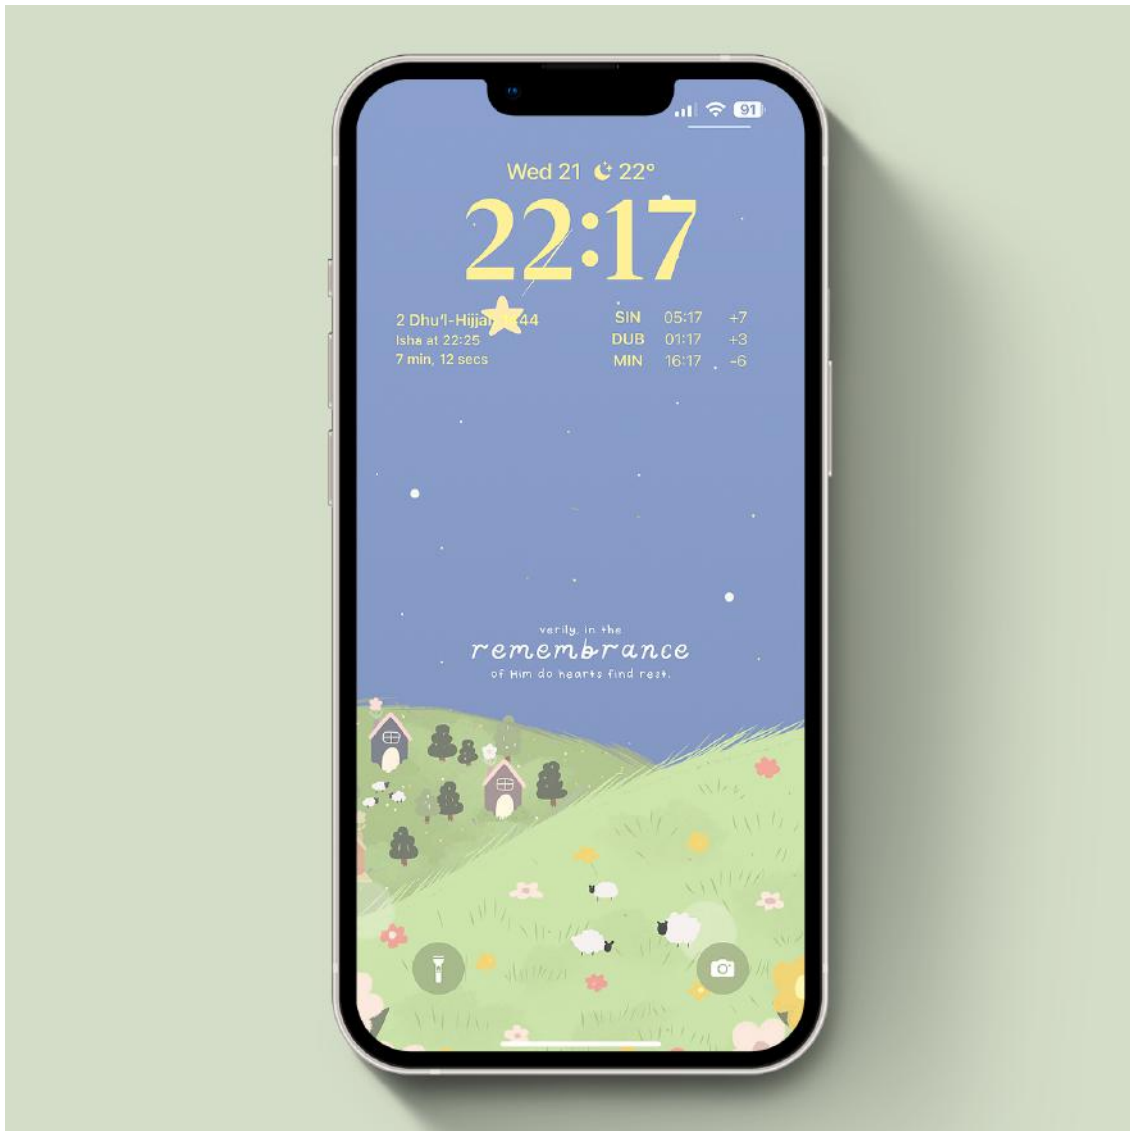 91
Wed 21 22°
22:17
2 Dhu'l-Hijjah 44
Isha at 22:25
7 min, 12 secs
SIN 05:17 +7
DUB 01:17 +3
MIN 16:17 -6
verily, in the
remembrance
of Him do hearts find rest.